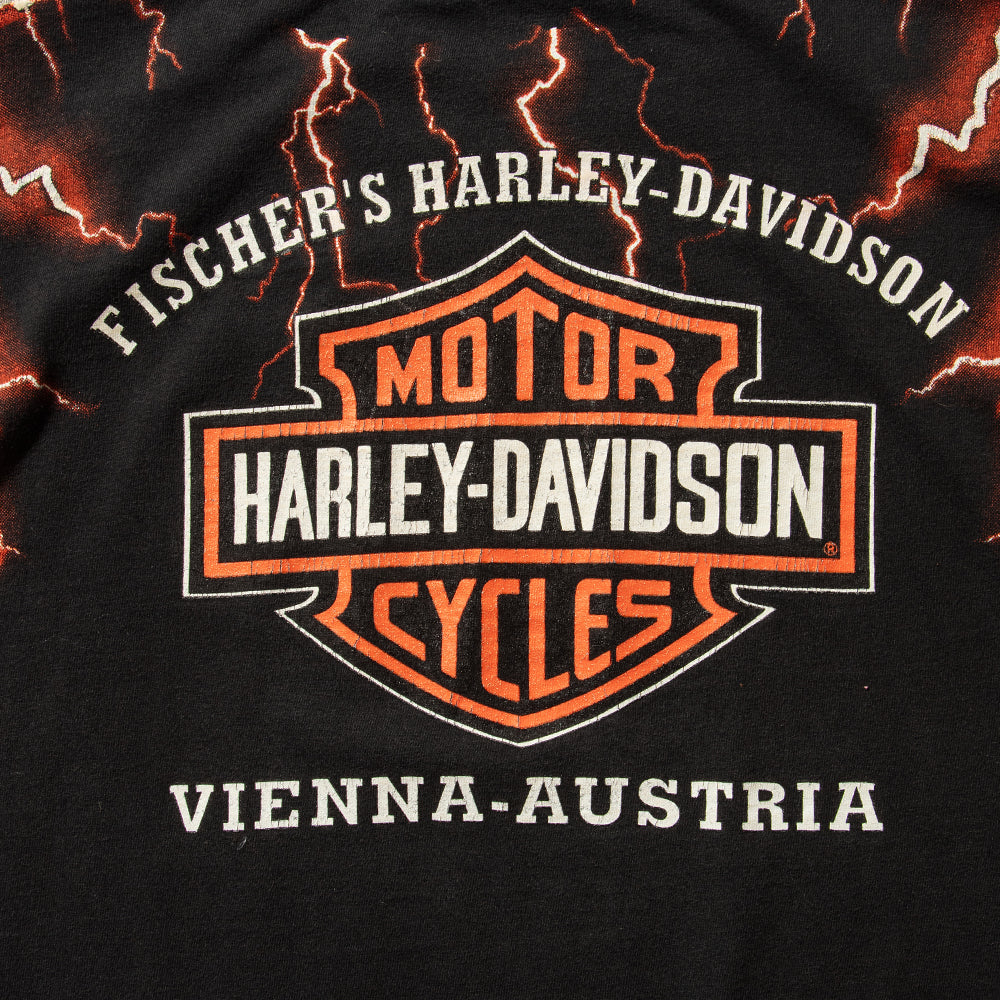 FISCHER'S HARLEY-DAVIDSON
MOTOR
HARLEY-DAVIDSON
®
CYCLES
VIENNA-AUSTRIA